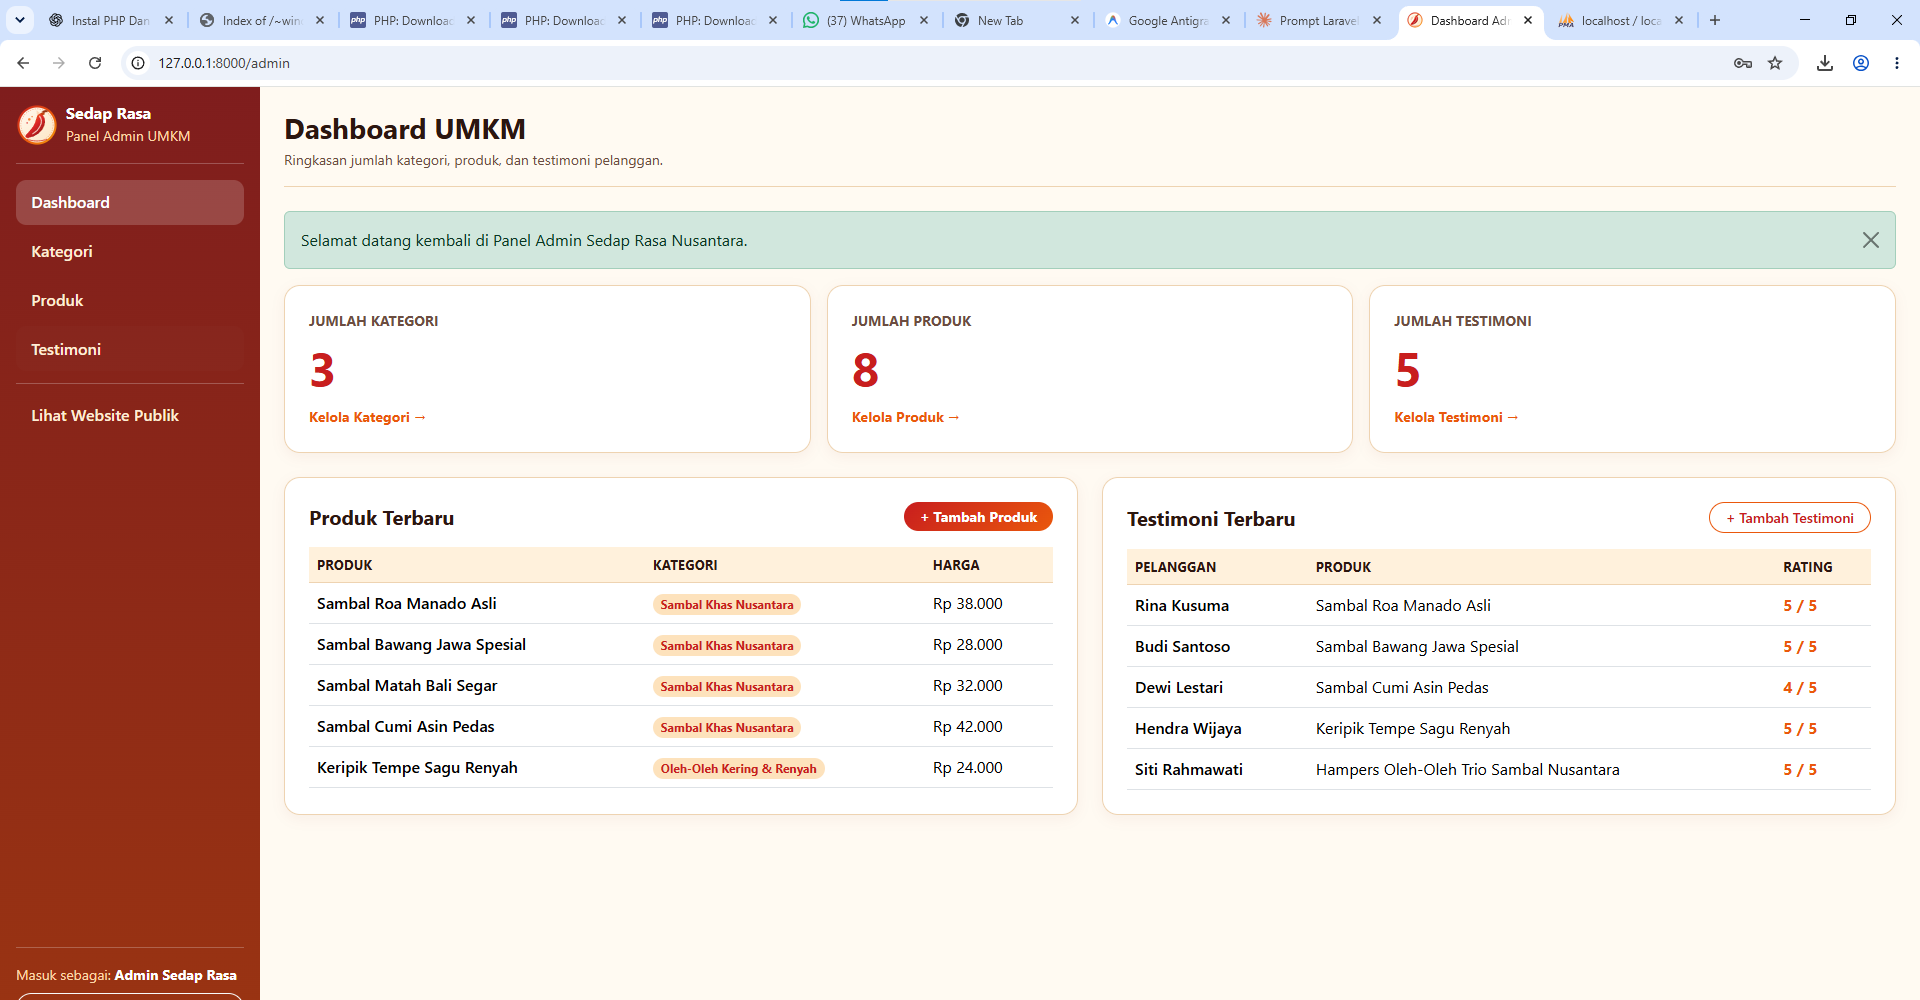 Instal PHP Dan
Index of /~win
PHP: Downloa
PHP: Downloa
PHP: Downloa
(37) WhatsApp
New Tab
Google Antigra
Prompt Laravel
Dashboard Adm
localhost / loca
127.0.0.1:8000/admin
Sedap Rasa
Panel Admin UMKM
Dashboard
Kategori
Produk
Testimoni
Lihat Website Publik
Masuk sebagai: Admin Sedap Rasa
Dashboard UMKM
Ringkasan jumlah kategori, produk, dan testimoni pelanggan.
Selamat datang kembali di Panel Admin Sedap Rasa Nusantara.
JUMLAH KATEGORI
3
Kelola Kategori →
JUMLAH PRODUK
8
Kelola Produk →
JUMLAH TESTIMONI
5
Kelola Testimoni →
Produk Terbaru
+ Tambah Produk
PRODUK KATEGORI HARGA
Sambal Roa Manado Asli Sambal Khas Nusantara Rp 38.000
Sambal Bawang Jawa Spesial Sambal Khas Nusantara Rp 28.000
Sambal Matah Bali Segar Sambal Khas Nusantara Rp 32.000
Sambal Cumi Asin Pedas Sambal Khas Nusantara Rp 42.000
Keripik Tempe Sagu Renyah Oleh-Oleh Kering & Renyah Rp 24.000
Testimoni Terbaru
+ Tambah Testimoni
PELANGGAN PRODUK RATING
Rina Kusuma Sambal Roa Manado Asli 5 / 5
Budi Santoso Sambal Bawang Jawa Spesial 5 / 5
Dewi Lestari Sambal Cumi Asin Pedas 4 / 5
Hendra Wijaya Keripik Tempe Sagu Renyah 5 / 5
Siti Rahmawati Hampers Oleh-Oleh Trio Sambal Nusantara 5 / 5